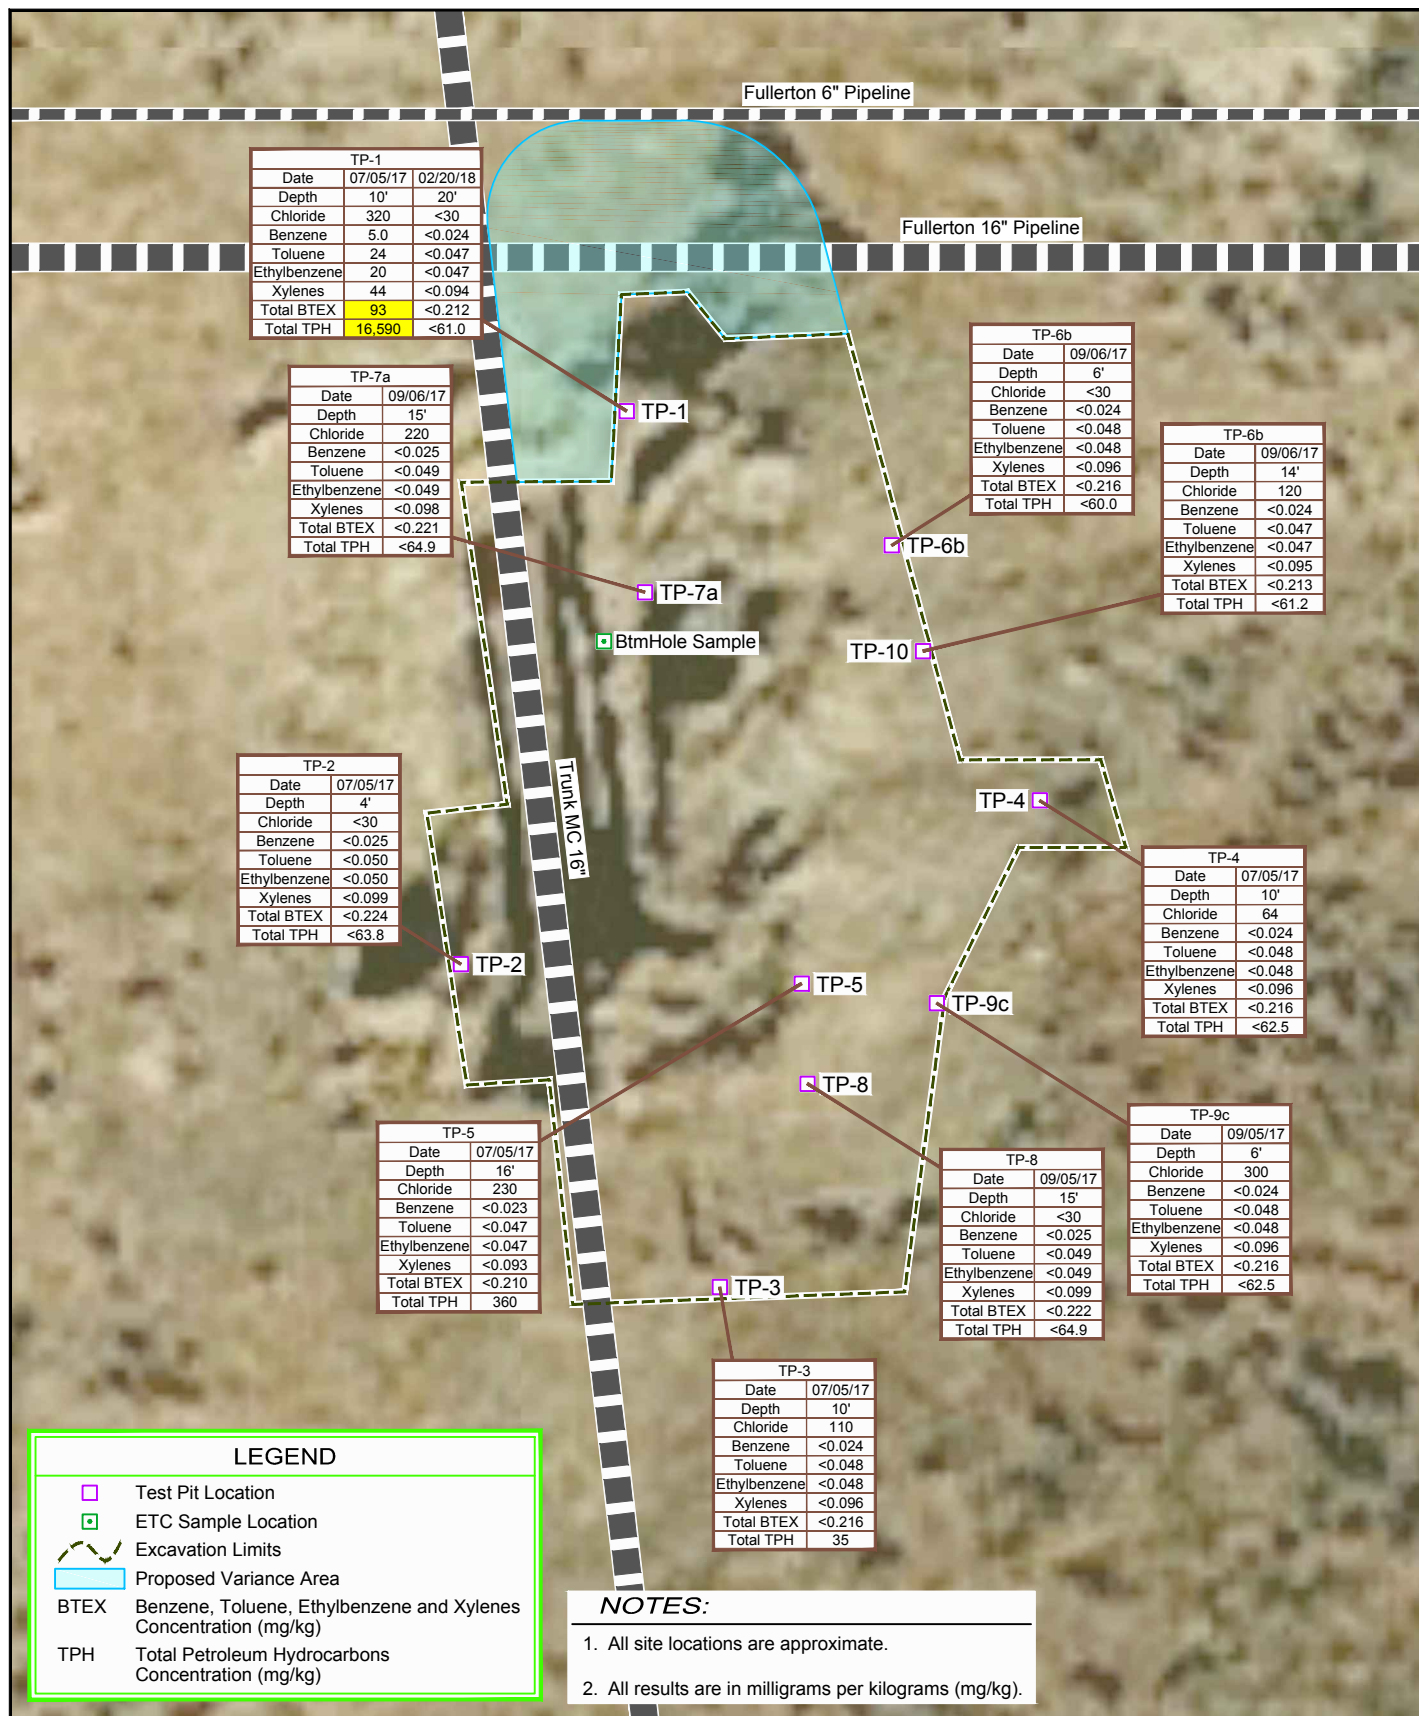 Fullerton 6" Pipeline
TP-1
Date 07/05/17 02/20/18
Depth 10' 20'
Chloride 320 <30
Benzene 5.0 <0.024
Toluene 24 <0.047
Ethylbenzene 20 <0.047
Xylenes 44 <0.094
Total BTEX 93 <0.212
Total TPH 16,590 <61.0
Fullerton 16" Pipeline
TP-6b
Date 09/06/17
Depth 6'
Chloride <30
Benzene <0.024
Toluene <0.048
Ethylbenzene <0.048
Xylenes <0.096
Total BTEX <0.216
Total TPH <60.0
TP-7a
Date 09/06/17
Depth 15'
Chloride 220
Benzene <0.025
Toluene <0.049
Ethylbenzene <0.049
Xylenes <0.098
Total BTEX <0.221
Total TPH <64.9
TP-1
TP-6b
Date 09/06/17
Depth 14'
Chloride 120
Benzene <0.024
Toluene <0.047
Ethylbenzene <0.047
Xylenes <0.095
Total BTEX <0.213
Total TPH <61.2
TP-6b
TP-7a
BtmHole Sample
TP-10
TP-2
Date 07/05/17
Depth 4'
Chloride <30
Benzene <0.025
Toluene <0.050
Ethylbenzene <0.050
Xylenes <0.099
Total BTEX <0.224
Total TPH <63.8
Trunk MC 16"
TP-4
TP-4
Date 07/05/17
Depth 10'
Chloride 64
Benzene <0.024
Toluene <0.048
Ethylbenzene <0.048
Xylenes <0.096
Total BTEX <0.216
Total TPH <62.5
TP-2
TP-5
TP-9c
TP-8
TP-5
Date 07/05/17
Depth 16'
Chloride 230
Benzene <0.023
Toluene <0.047
Ethylbenzene <0.047
Xylenes <0.093
Total BTEX <0.210
Total TPH 360
TP-9c
Date 09/05/17
Depth 6'
Chloride 300
Benzene <0.024
Toluene <0.048
Ethylbenzene <0.048
Xylenes <0.096
Total BTEX <0.216
Total TPH <62.5
TP-8
Date 09/05/17
Depth 15'
Chloride <30
Benzene <0.025
Toluene <0.049
Ethylbenzene <0.049
Xylenes <0.099
Total BTEX <0.222
Total TPH <64.9
TP-3
TP-3
Date 07/05/17
Depth 10'
Chloride 110
Benzene <0.024
Toluene <0.048
Ethylbenzene <0.048
Xylenes <0.096
Total BTEX <0.216
Total TPH 35
LEGEND
Test Pit Location
ETC Sample Location
Excavation Limits
Proposed Variance Area
BTEX Benzene, Toluene, Ethylbenzene and Xylenes
Concentration (mg/kg)
TPH Total Petroleum Hydrocarbons
Concentration (mg/kg)
NOTES:
1. All site locations are approximate.
2. All results are in milligrams per kilograms (mg/kg).